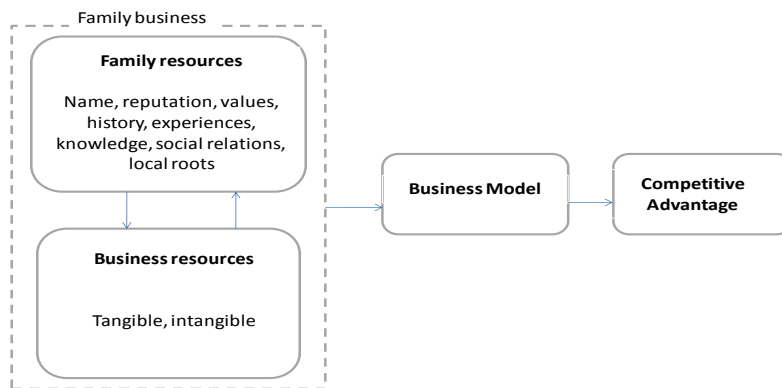 Family business
Family resources
Name, reputation, values,
history, experiences,
knowledge, social relations,
local roots
Business resources
Tangible, intangible
Business Model
Competitive
Advantage